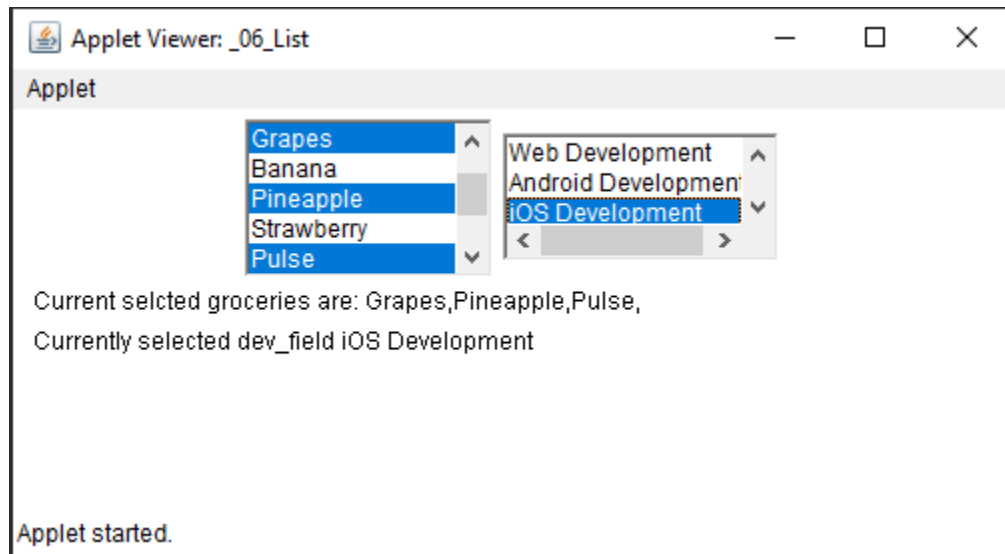 Applet Viewer: _06_List
Applet
Grapes
Banana
Pineapple
Strawberry
Pulse
Web Development
Android Developmen
iOS Development
Current selcted groceries are: Grapes,Pineapple,Pulse,
Currently selected dev_field iOS Development
Applet started.